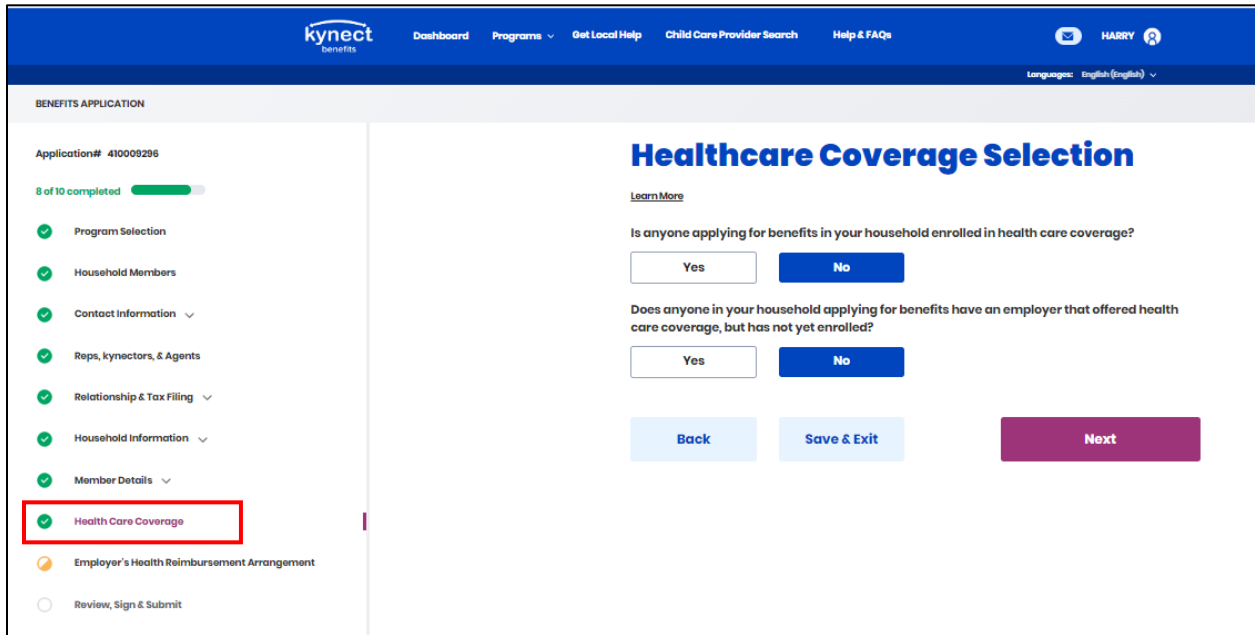 kynect
benefits
Dashboard Programs Get Local Help Child Care Provider Search Help & FAQs HARRY
Languages: English (English)
BENEFITS APPLICATION
Application# 410009296
8 of 10 completed
Program Selection
Household Members
Contact Information
Reps, kynectors, & Agents
Relationship & Tax Filing
Household Information
Member Details
Health Care Coverage
Employer's Health Reimbursement Arrangement
Review, Sign & Submit
Healthcare Coverage Selection
Learn More
Is anyone applying for benefits in your household enrolled in health care coverage?
Yes No
Does anyone in your household applying for benefits have an employer that offered health
care coverage, but has not yet enrolled?
Yes No
Back Save & Exit Next